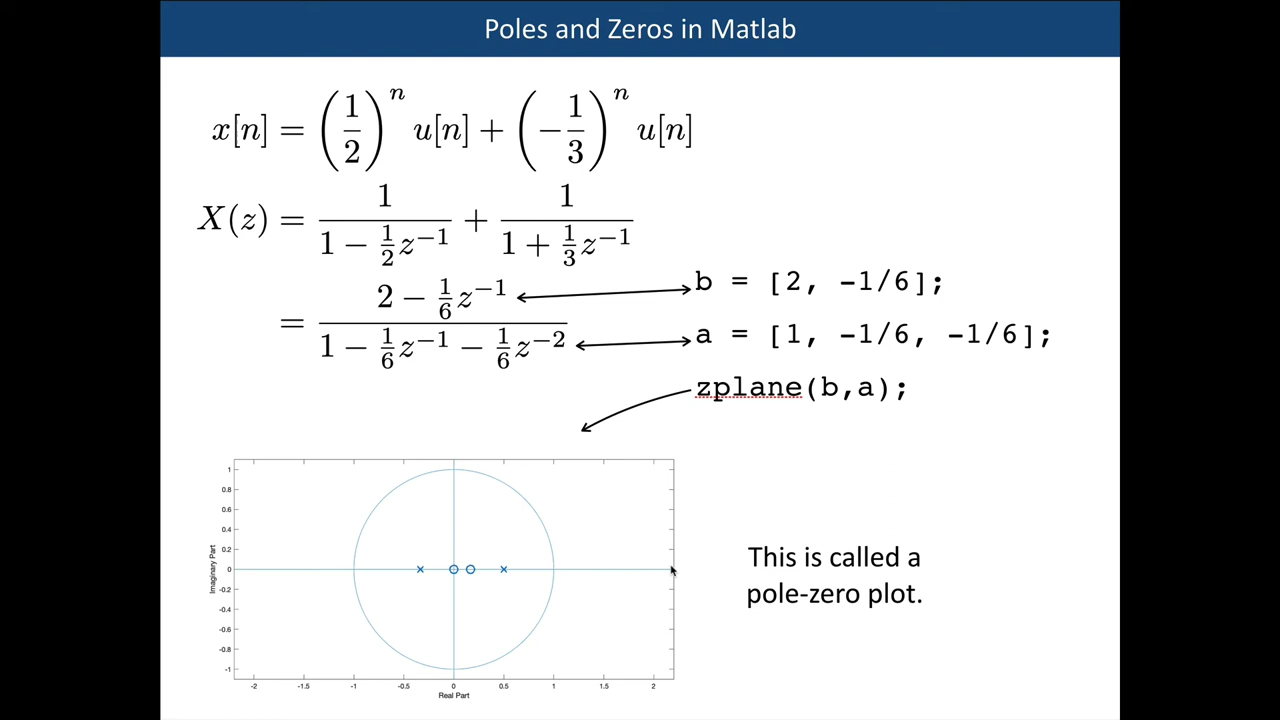 Poles and Zeros in Matlab
x[n] = (1/2)^n u[n] + (-1/3)^n u[n]
X(z) = 1/(1 - 1/2 z^-1) + 1/(1 + 1/3 z^-1)
= (2 - 1/6 z^-1)/(1 - 1/6 z^-1 - 1/6 z^-2)
b = [2, -1/6];
a = [1, -1/6, -1/6];
zplane(b,a);
1
0.8
0.6
0.4
0.2
0
-0.2
-0.4
-0.6
-0.8
-1
Imaginary Part
-2 -1.5 -1 -0.5 0 0.5 1 1.5 2
Real Part
This is called a
pole-zero plot.